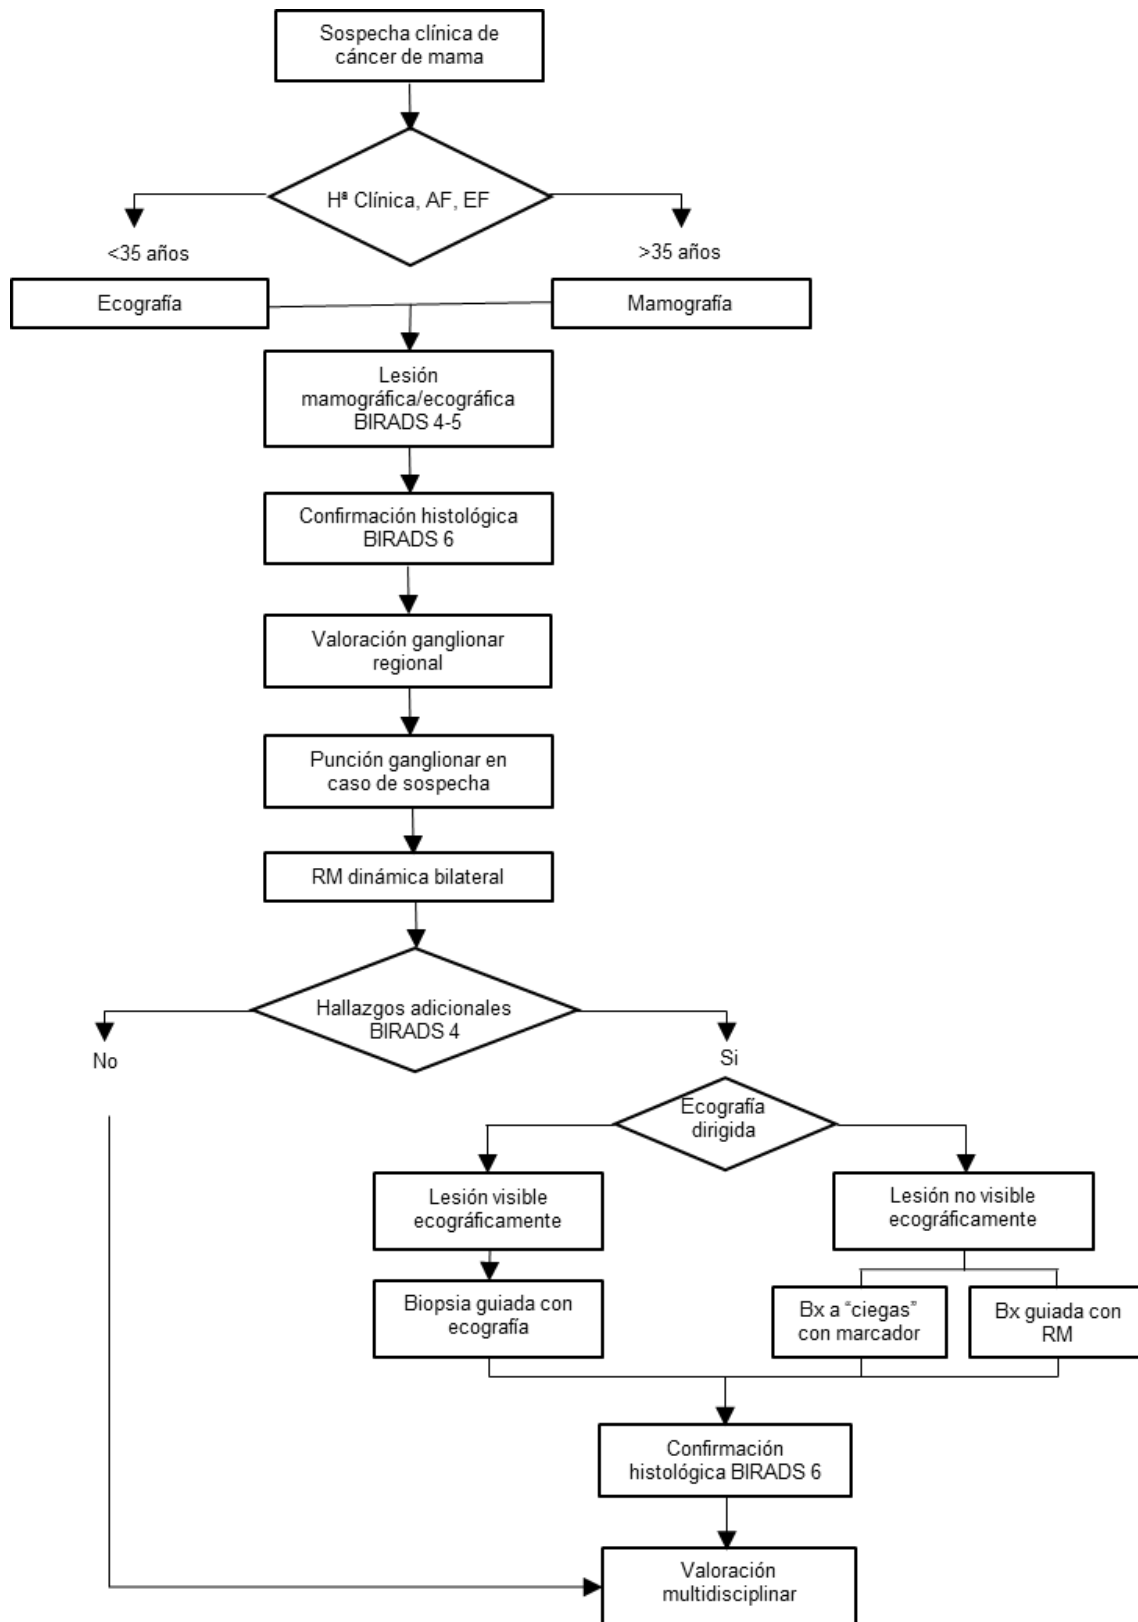 Sospecha clínica de
cáncer de mama
Hª Clínica, AF, EF
<35 años
>35 años
Ecografía
Mamografía
Lesión
mamográfica/ecográfica
BIRADS 4-5
Confirmación histológica
BIRADS 6
Valoración ganglionar
regional
Punción ganglionar en
caso de sospecha
RM dinámica bilateral
Hallazgos adicionales
BIRADS 4
No
Si
Ecografía
dirigida
Lesión visible
ecográficamente
Lesión no visible
ecográficamente
Biopsia guiada con
ecografía
Bx a “ciegas”
con marcador
Bx guiada con
RM
Confirmación
histológica BIRADS 6
Valoración
multidisciplinar